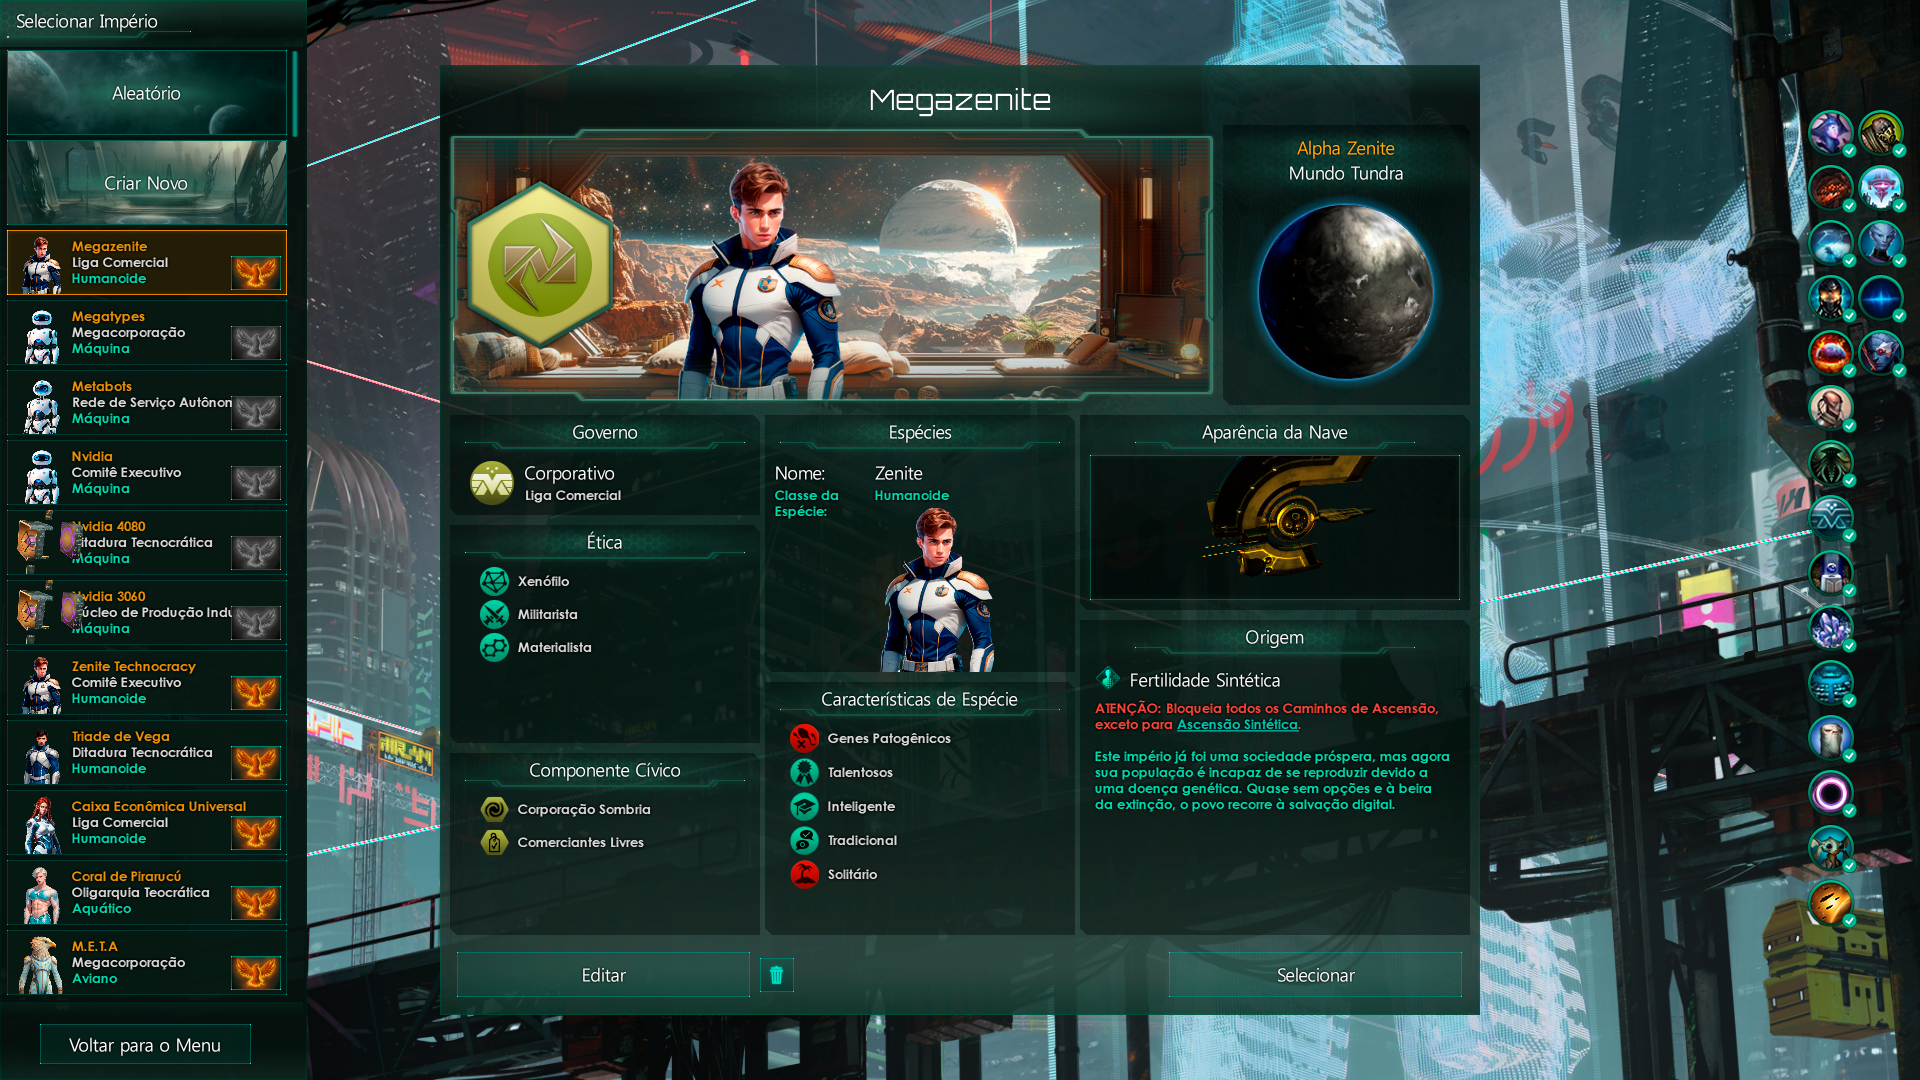 Selecionar Império
Aleatório
Criar Novo
Megazenite
Liga Comercial
Humanoide
Megatypes
Megacorporação
Máquina
Metabots
Rede de Serviço Autônon
Máquina
Nvidia
Comitê Executivo
Máquina
Nvidia 4080
Ditadura Tecnocrática
Máquina
Nvidia 3060
Núcleo de Produção Indu
Máquina
Zenite Technocracy
Comitê Executivo
Humanoide
Triade de Vega
Ditadura Tecnocrática
Humanoide
Caixa Econômica Universal
Liga Comercial
Humanoide
Coral de Pirarucú
Oligarquia Teocrática
Aquático
M.E.T.A
Megacorporação
Aviano
Voltar para o Menu
Megazenite
Alpha Zenite
Mundo Tundra
Governo
Corporativo
Liga Comercial
Ética
Xenófilo
Militarista
Materialista
Componente Cívico
Corporação Sombria
Comerciantes Livres
Espécies
Nome: Zenite
Classe da Espécie: Humanoide
Características de Espécie
Genes Patogênicos
Talentosos
Inteligente
Tradicional
Solitário
Aparência da Nave
Origem
Fertilidade Sintética
ATENÇÃO: Bloqueia todos os Caminhos de Ascensão,
exceto para Ascensão Sintética.
Este império já foi uma sociedade próspera, mas agora
sua população é incapaz de se reproduzir devido a
uma doença genética. Quase sem opções e à beira
da extinção, o povo recorre à salvação digital.
Editar
Selecionar